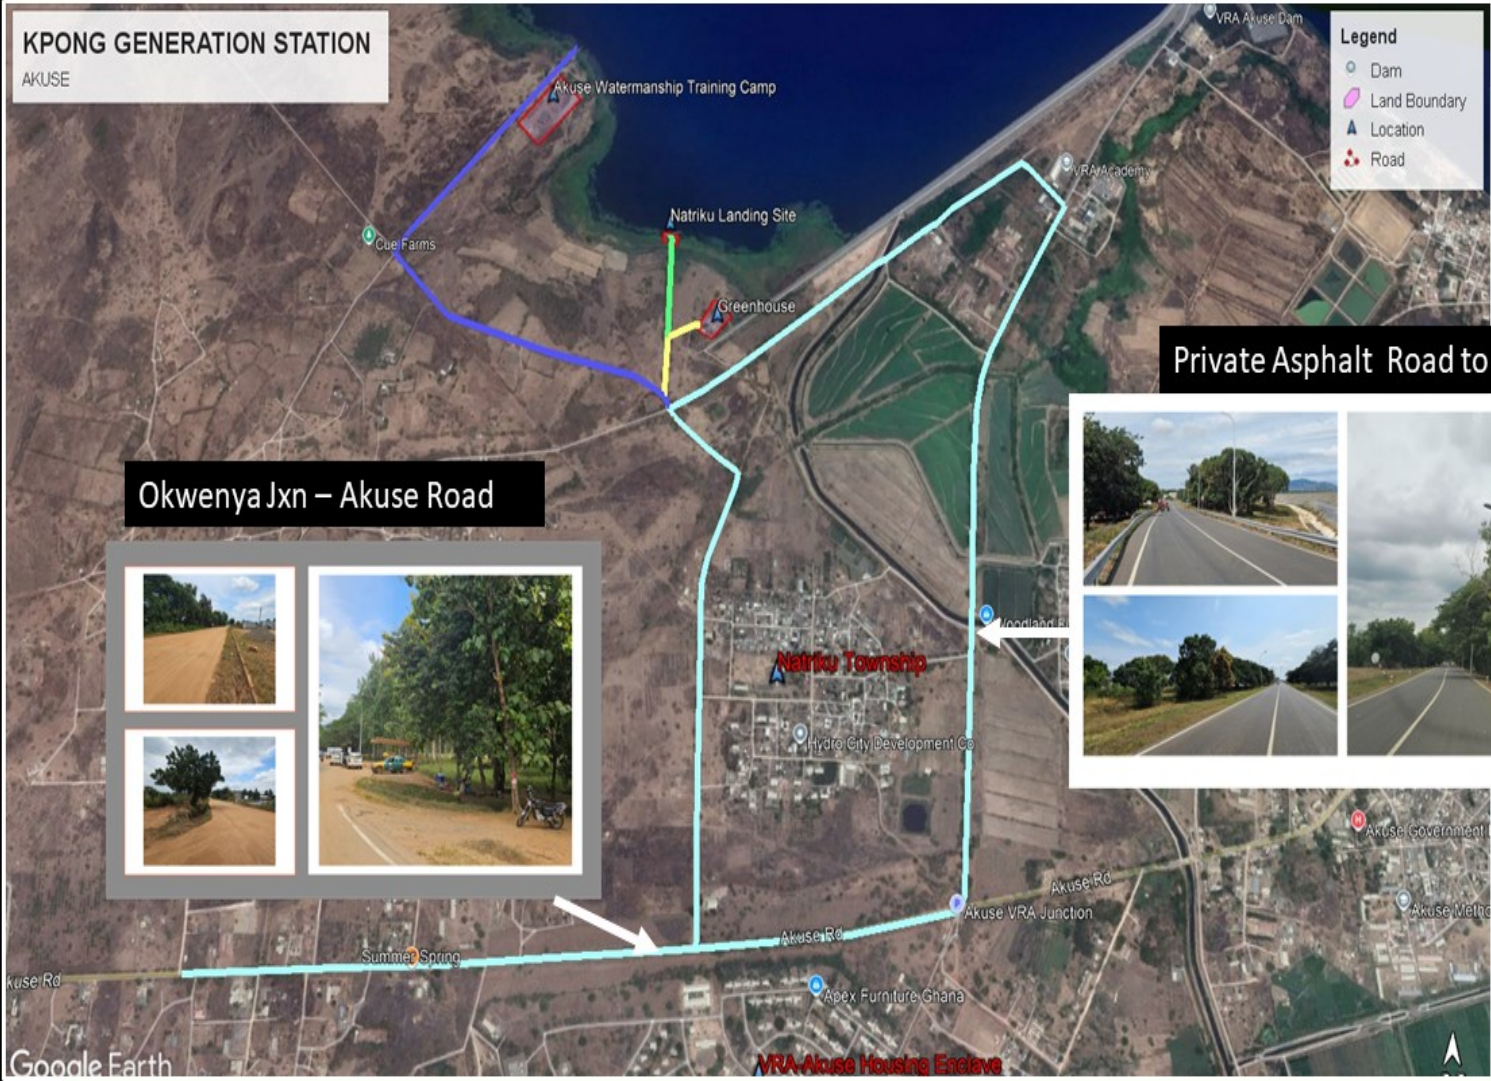 KPONG GENERATION STATION
AKUSE
VRA Akuse Dam
Legend
Dam
Land Boundary
Location
Road
Akuse Watermanship Training Camp
VRA Academy
Natriku Landing Site
Cue Farms
Greenhouse
Private Asphalt Road to
Okwenya Jxn – Akuse Road
Natriku Township
Hydro City Development Co
Akuse Government
Akuse Rd
Akuse VRA Junction
Akuse Rd
Akuse
Summer Spring
kuse Rd
Apex Furniture Ghana
VRA Akuse Housing Enclave
Google Earth